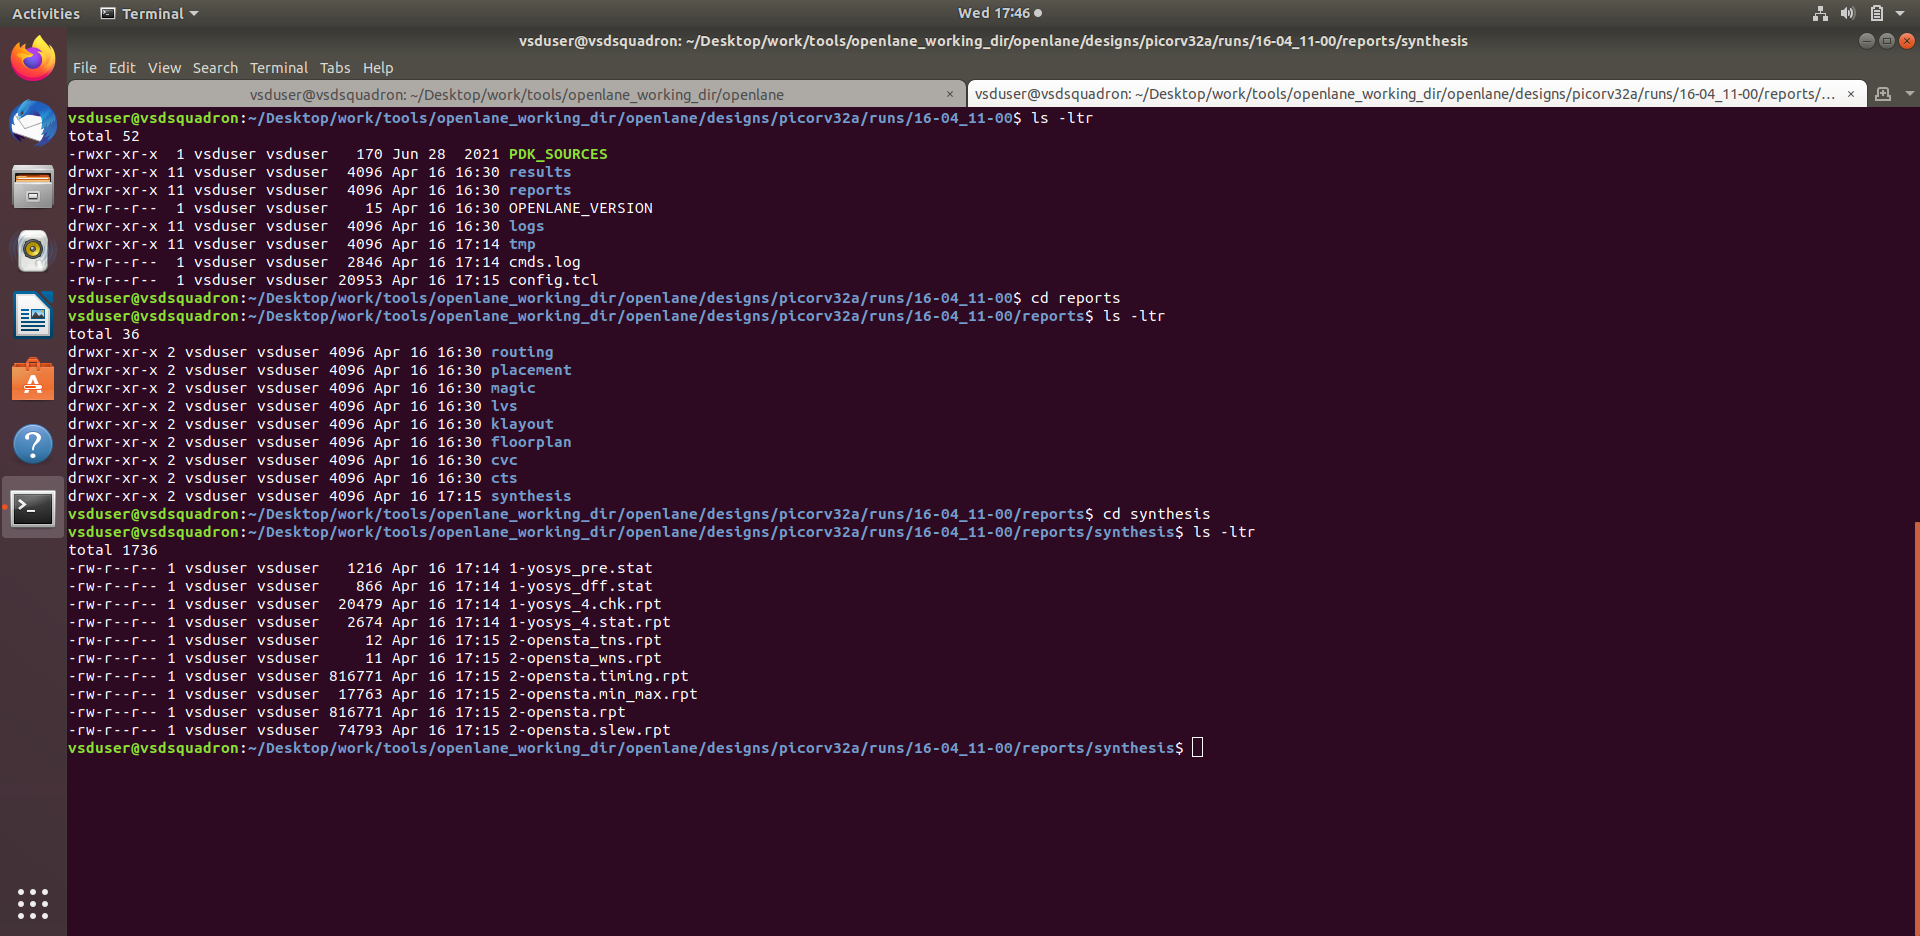 Activities Terminal Wed 17:46
vsduser@vsdsquadron: ~/Desktop/work/tools/openlane_working_dir/openlane/designs/picorv32a/runs/16-04_11-00/reports/synthesis
File Edit View Search Terminal Tabs Help
vsduser@vsdsquadron: ~/Desktop/work/tools/openlane_working_dir/openlane × vsduser@vsdsquadron: ~/Desktop/work/tools/openlane_working_dir/openlane/designs/picorv32a/runs/16-04_11-00/reports/... ×
vsduser@vsdsquadron:~/Desktop/work/tools/openlane_working_dir/openlane/designs/picorv32a/runs/16-04_11-00$ ls -ltr
total 52
-rwxr-xr-x  1 vsduser vsduser   170 Jun 28  2021 PDK_SOURCES
drwxr-xr-x 11 vsduser vsduser  4096 Apr 16 16:30 results
drwxr-xr-x 11 vsduser vsduser  4096 Apr 16 16:30 reports
-rw-r--r--  1 vsduser vsduser    15 Apr 16 16:30 OPENLANE_VERSION
drwxr-xr-x 11 vsduser vsduser  4096 Apr 16 16:30 logs
drwxr-xr-x 11 vsduser vsduser  4096 Apr 16 17:14 tmp
-rw-r--r--  1 vsduser vsduser  2846 Apr 16 17:14 cmds.log
-rw-r--r--  1 vsduser vsduser 20953 Apr 16 17:15 config.tcl
vsduser@vsdsquadron:~/Desktop/work/tools/openlane_working_dir/openlane/designs/picorv32a/runs/16-04_11-00$ cd reports
vsduser@vsdsquadron:~/Desktop/work/tools/openlane_working_dir/openlane/designs/picorv32a/runs/16-04_11-00/reports$ ls -ltr
total 36
drwxr-xr-x 2 vsduser vsduser 4096 Apr 16 16:30 routing
drwxr-xr-x 2 vsduser vsduser 4096 Apr 16 16:30 placement
drwxr-xr-x 2 vsduser vsduser 4096 Apr 16 16:30 magic
drwxr-xr-x 2 vsduser vsduser 4096 Apr 16 16:30 lvs
drwxr-xr-x 2 vsduser vsduser 4096 Apr 16 16:30 klayout
drwxr-xr-x 2 vsduser vsduser 4096 Apr 16 16:30 floorplan
drwxr-xr-x 2 vsduser vsduser 4096 Apr 16 16:30 cvc
drwxr-xr-x 2 vsduser vsduser 4096 Apr 16 16:30 cts
drwxr-xr-x 2 vsduser vsduser 4096 Apr 16 17:15 synthesis
vsduser@vsdsquadron:~/Desktop/work/tools/openlane_working_dir/openlane/designs/picorv32a/runs/16-04_11-00/reports$ cd synthesis
vsduser@vsdsquadron:~/Desktop/work/tools/openlane_working_dir/openlane/designs/picorv32a/runs/16-04_11-00/reports/synthesis$ ls -ltr
total 1736
-rw-r--r-- 1 vsduser vsduser   1216 Apr 16 17:14 1-yosys_pre.stat
-rw-r--r-- 1 vsduser vsduser    866 Apr 16 17:14 1-yosys_dff.stat
-rw-r--r-- 1 vsduser vsduser  20479 Apr 16 17:14 1-yosys_4.chk.rpt
-rw-r--r-- 1 vsduser vsduser   2674 Apr 16 17:14 1-yosys_4.stat.rpt
-rw-r--r-- 1 vsduser vsduser     12 Apr 16 17:15 2-opensta_tns.rpt
-rw-r--r-- 1 vsduser vsduser     11 Apr 16 17:15 2-opensta_wns.rpt
-rw-r--r-- 1 vsduser vsduser 816771 Apr 16 17:15 2-opensta.timing.rpt
-rw-r--r-- 1 vsduser vsduser  17763 Apr 16 17:15 2-opensta.min_max.rpt
-rw-r--r-- 1 vsduser vsduser 816771 Apr 16 17:15 2-opensta.rpt
-rw-r--r-- 1 vsduser vsduser  74793 Apr 16 17:15 2-opensta.slew.rpt
vsduser@vsdsquadron:~/Desktop/work/tools/openlane_working_dir/openlane/designs/picorv32a/runs/16-04_11-00/reports/synthesis$